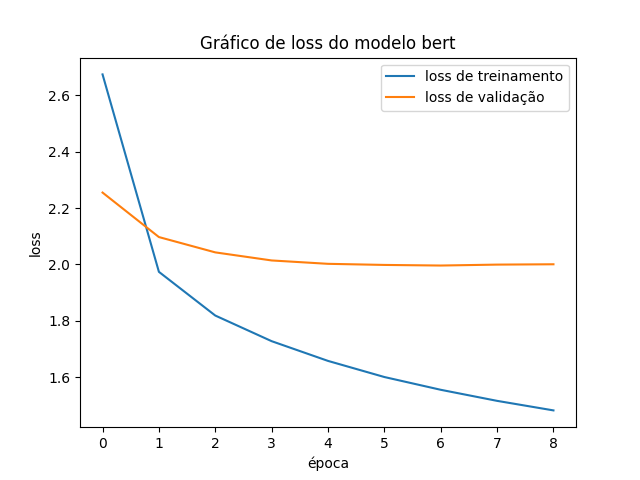 Gráfico de loss do modelo bert
loss de treinamento
loss de validação
2.6
2.4
2.2
2.0
1.8
1.6
loss
0 1 2 3 4 5 6 7 8
época